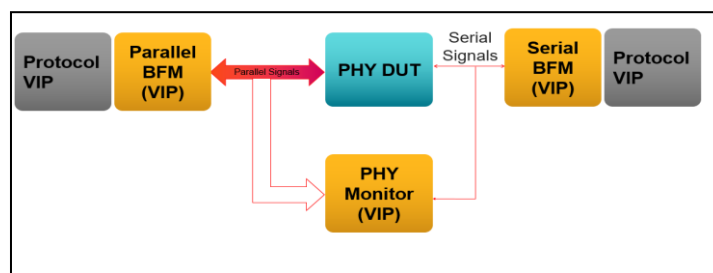 Protocol
VIP
Parallel
BFM
(VIP)
Parallel Signals
PHY DUT
Serial
Signals
Serial
BFM
(VIP)
Protocol
VIP
PHY
Monitor
(VIP)